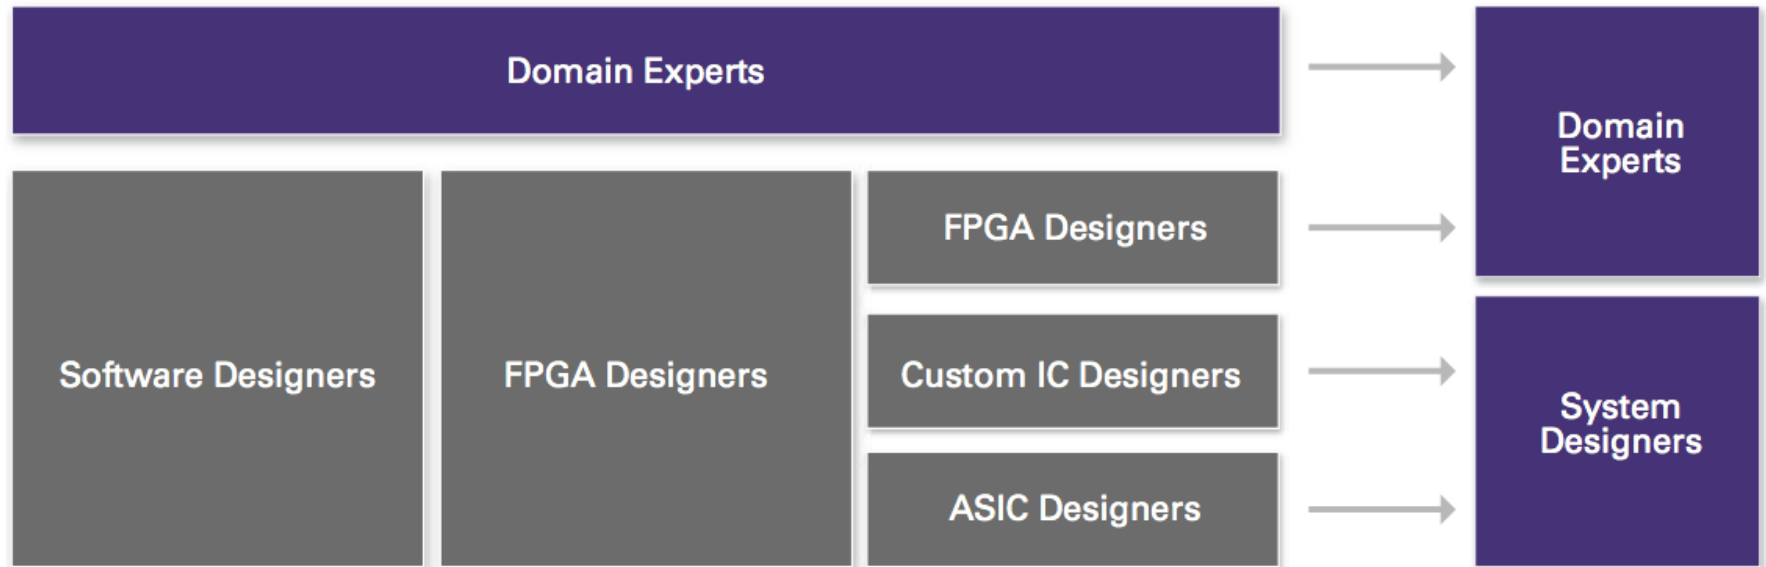 Domain Experts
Domain
Experts
FPGA Designers
Software Designers
FPGA Designers
Custom IC Designers
System
Designers
ASIC Designers